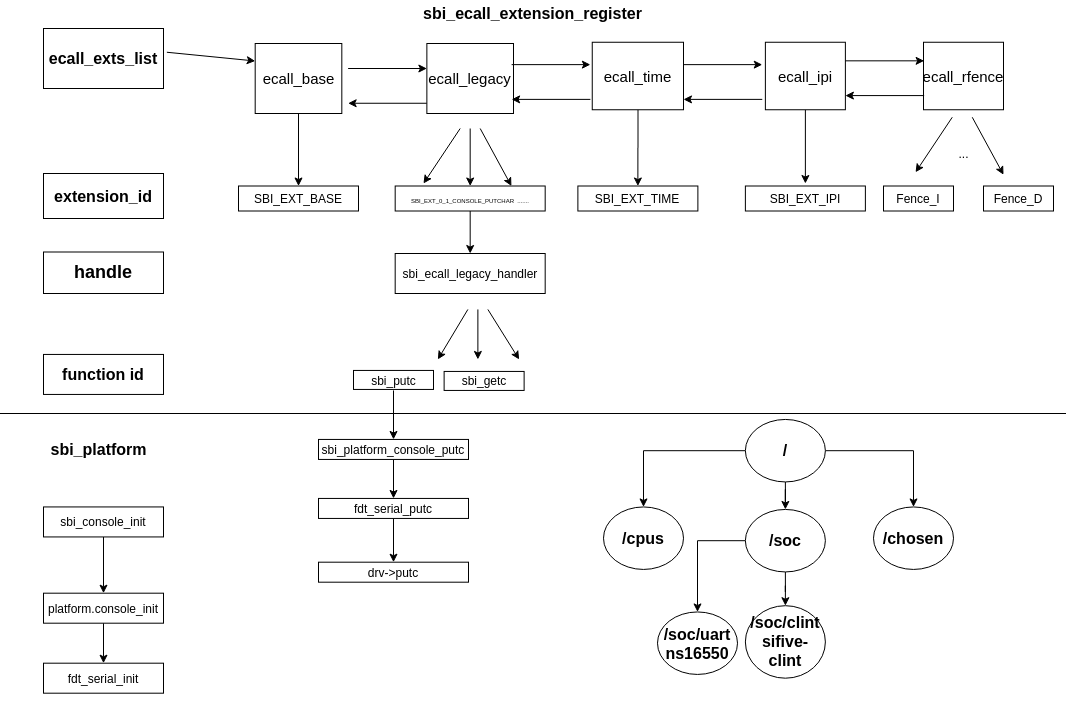 sbi_ecall_extension_register
ecall_exts_list
ecall_base
ecall_legacy
ecall_time
ecall_ipi
ecall_rfence
...
extension_id
SBI_EXT_BASE
SBI_EXT_0_1_CONSOLE_PUTCHAR .......
SBI_EXT_TIME
SBI_EXT_IPI
Fence_I
Fence_D
handle
sbi_ecall_legacy_handler
function id
sbi_putc
sbi_getc
sbi_platform
sbi_platform_console_putc
/
sbi_console_init
fdt_serial_putc
/cpus
/soc
/chosen
drv->putc
platform.console_init
/soc/uart
ns16550
/soc/clint
sifive-
clint
fdt_serial_init